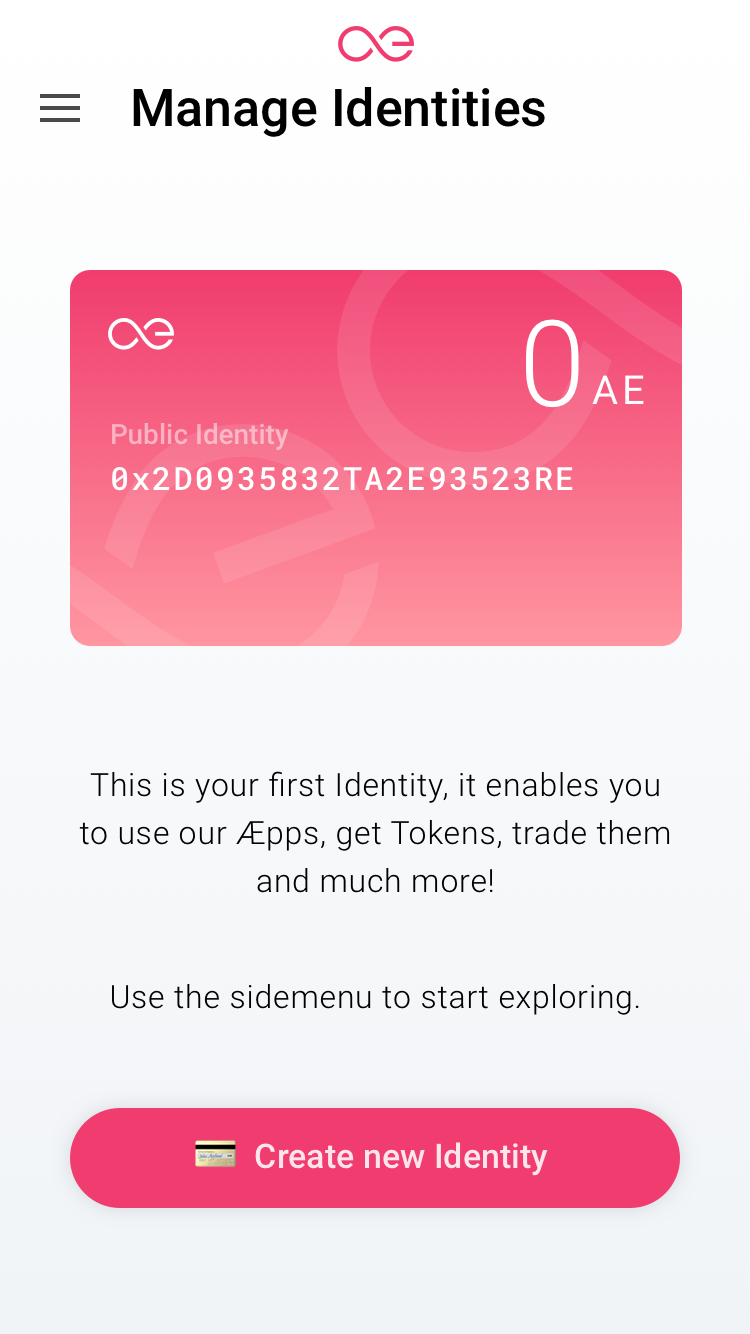 Manage Identities
0 AE
Public Identity
0x2D0935832TA2E93523RE
This is your first Identity, it enables you
to use our Æpps, get Tokens, trade them
and much more!
Use the sidemenu to start exploring.
Create new Identity